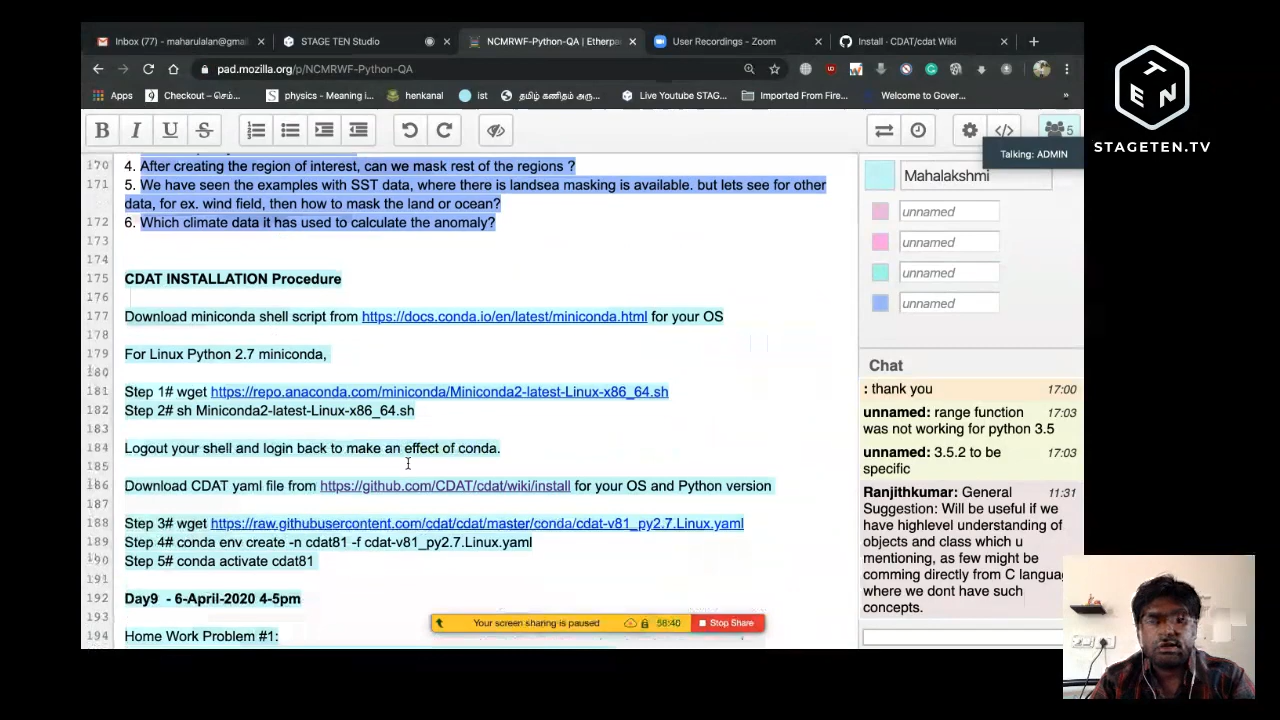 Inbox (77) - maharulalan@gma
STAGE TEN Studio
NCMRWF-Python-QA | Etherpa
User Recordings - Zoom
Install · CDAT/cdat Wiki
pad.mozilla.org/p/NCMRWF-Python-QA
Apps
Checkout – செம்...
physics - Meaning i...
henkanal
ist
தமிழ் கணிதம் அரு...
Live Youtube STAG...
Imported From Fire...
Welcome to Gover...
»
B I U S
5
Talking: ADMIN
170 4. After creating the region of interest, can we mask rest of the regions ?
171 5. We have seen the examples with SST data, where there is landsea masking is available. but lets see for other
data, for ex. wind field, then how to mask the land or ocean?
172 6. Which climate data it has used to calculate the anomaly?
173
174
175 CDAT INSTALLATION Procedure
176
177 Download miniconda shell script from https://docs.conda.io/en/latest/miniconda.html for your OS
178
179 For Linux Python 2.7 miniconda,
180
181 Step 1# wget https://repo.anaconda.com/miniconda/Miniconda2-latest-Linux-x86_64.sh
182 Step 2# sh Miniconda2-latest-Linux-x86_64.sh
183
184 Logout your shell and login back to make an effect of conda.
185
186 Download CDAT yaml file from https://github.com/CDAT/cdat/wiki/install for your OS and Python version
187
188 Step 3# wget https://raw.githubusercontent.com/cdat/cdat/master/conda/cdat-v81_py2.7.Linux.yaml
189 Step 4# conda env create -n cdat81 -f cdat-v81_py2.7.Linux.yaml
190 Step 5# conda activate cdat81
191
192 Day9 - 6-April-2020 4-5pm
193
194 Home Work Problem #1:
Your screen sharing is paused
58:40
Stop Share
Mahalakshmi
unnamed
unnamed
unnamed
unnamed
Chat
: thank you 17:00
unnamed: range function 17:03
was not working for python 3.5
unnamed: 3.5.2 to be 17:03
specific
Ranjithkumar: General 11:31
Suggestion: Will be useful if we
have highlevel understanding of
objects and class which u
mentioning, as few might be
comming directly from C langua
where we dont have such
concepts.
TEN
STAGETEN.TV